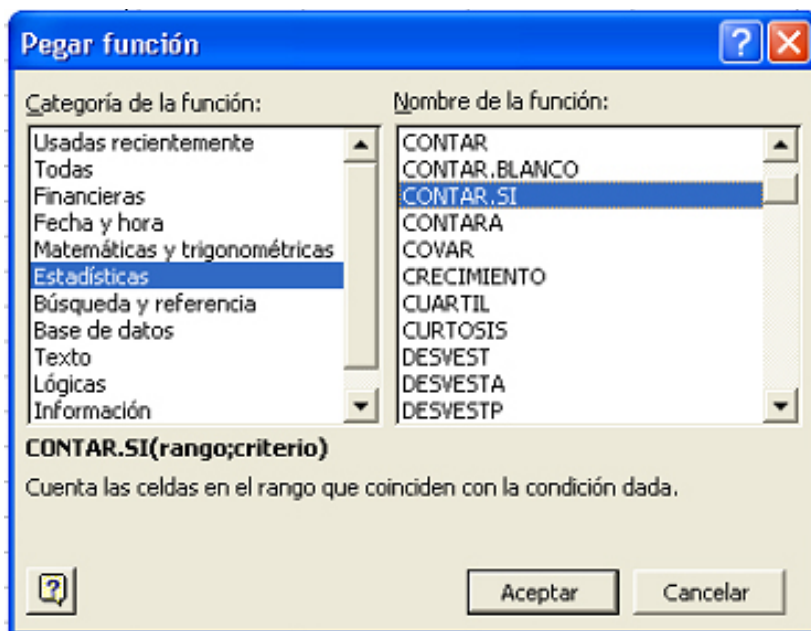 Pegar función
Categoría de la función:
Nombre de la función:
Usadas recientemente
Todas
Financieras
Fecha y hora
Matemáticas y trigonométricas
Estadísticas
Búsqueda y referencia
Base de datos
Texto
Lógicas
Información
CONTAR
CONTAR.BLANCO
CONTAR.SI
CONTARA
COVAR
CRECIMIENTO
CUARTIL
CURTOSIS
DESVEST
DESVESTA
DESVESTP
CONTAR.SI(rango;criterio)
Cuenta las celdas en el rango que coinciden con la condición dada.
Aceptar
Cancelar